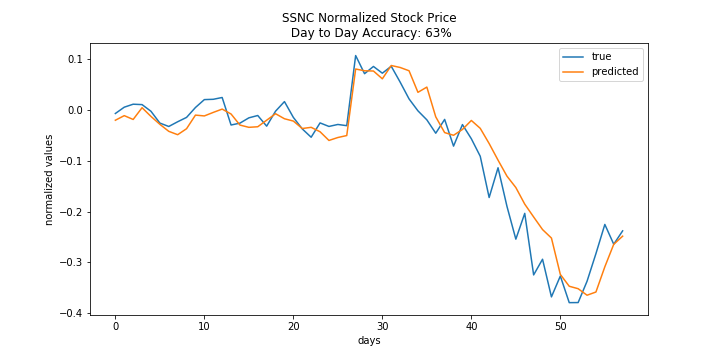 SSNC Normalized Stock Price
Day to Day Accuracy: 63%
true
predicted
normalized values
0.1
0.0
−0.1
−0.2
−0.3
−0.4
0
10
20
30
40
50
days